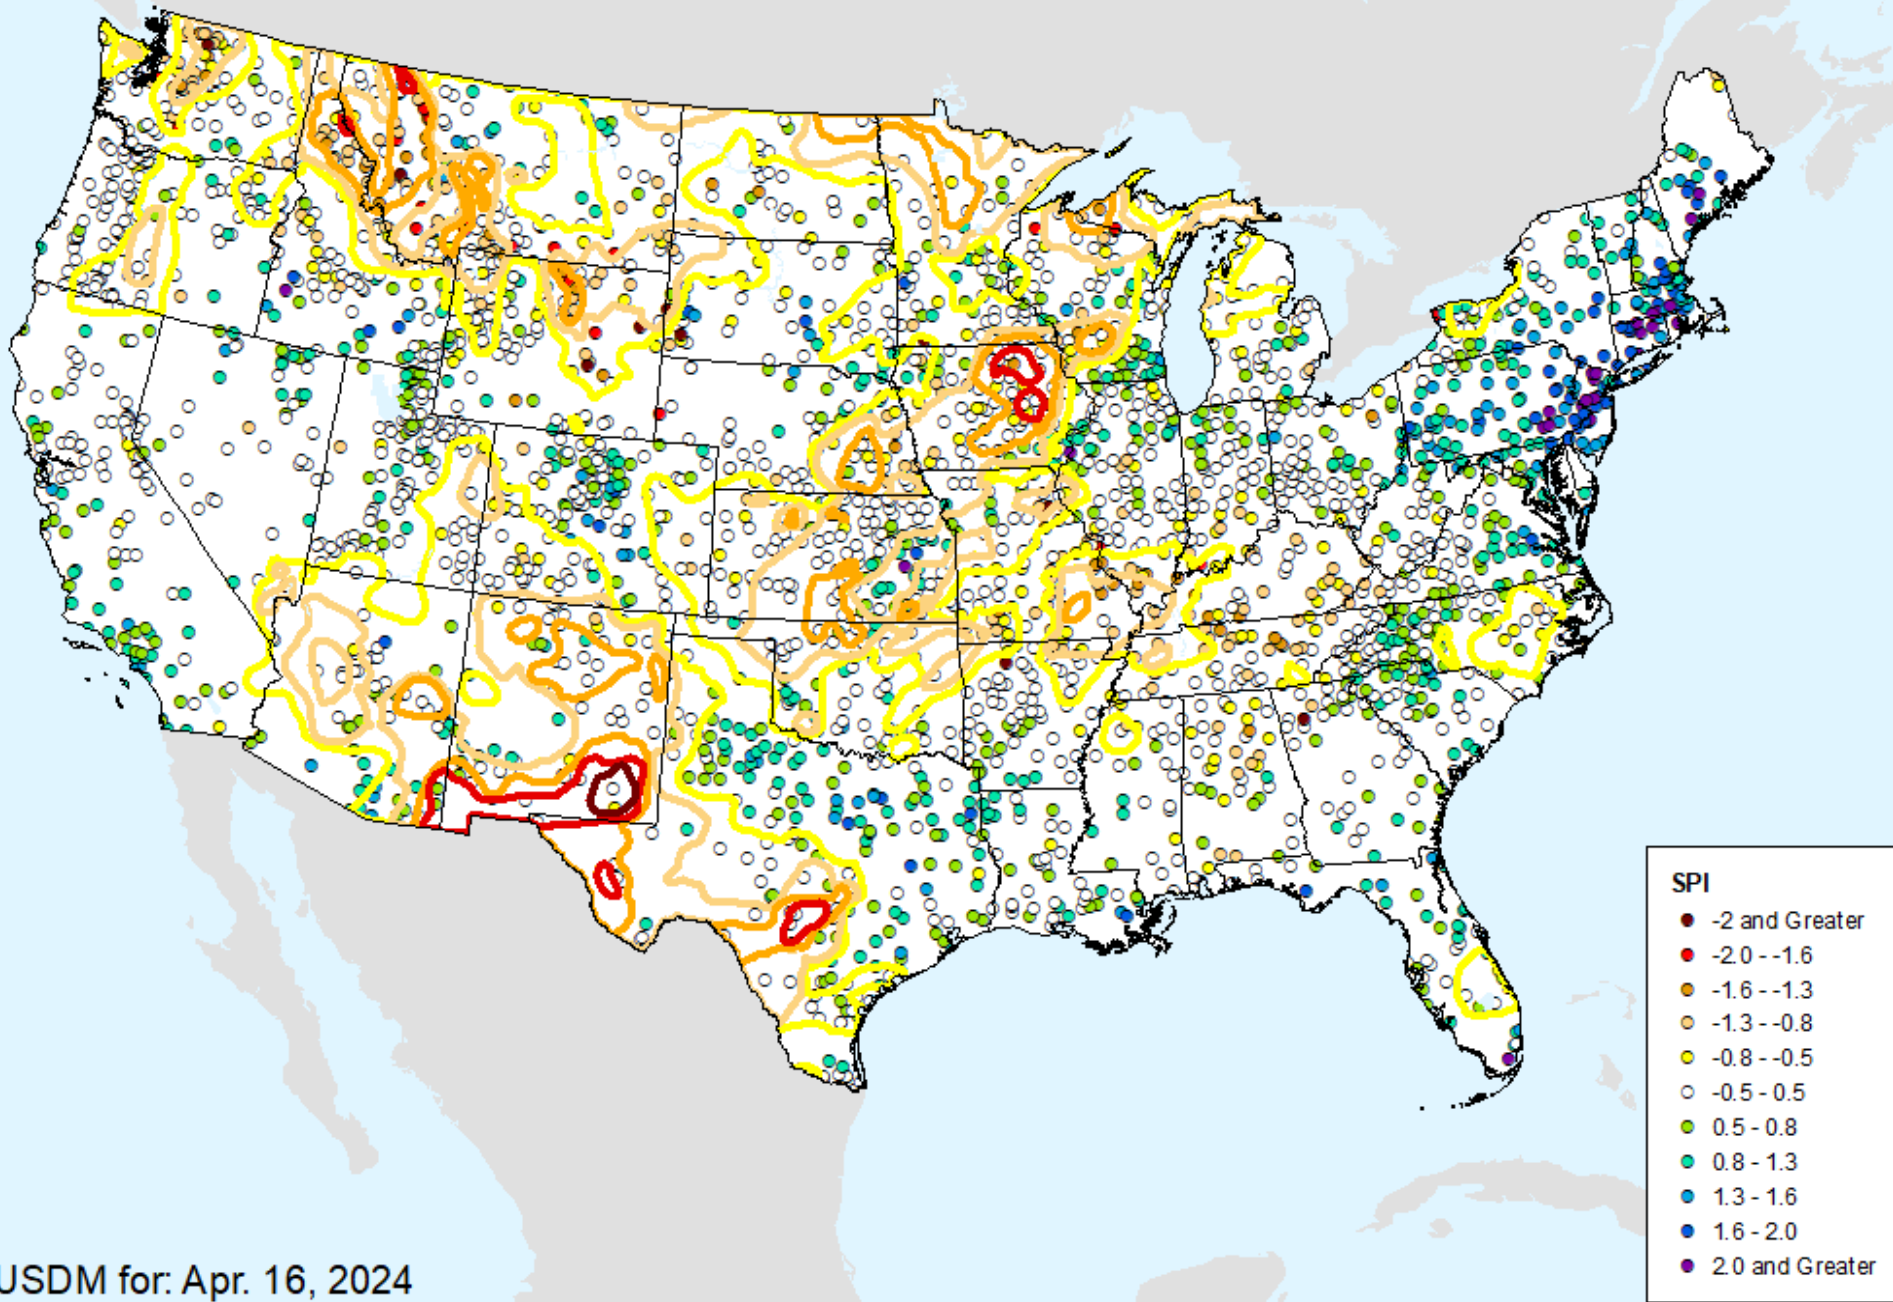 SPI
-2 and Greater
-2.0 - -1.6
-1.6 - -1.3
-1.3 - -0.8
-0.8 - -0.5
-0.5 - 0.5
0.5 - 0.8
0.8 - 1.3
1.3 - 1.6
1.6 - 2.0
2.0 and Greater
USDM for: Apr. 16, 2024